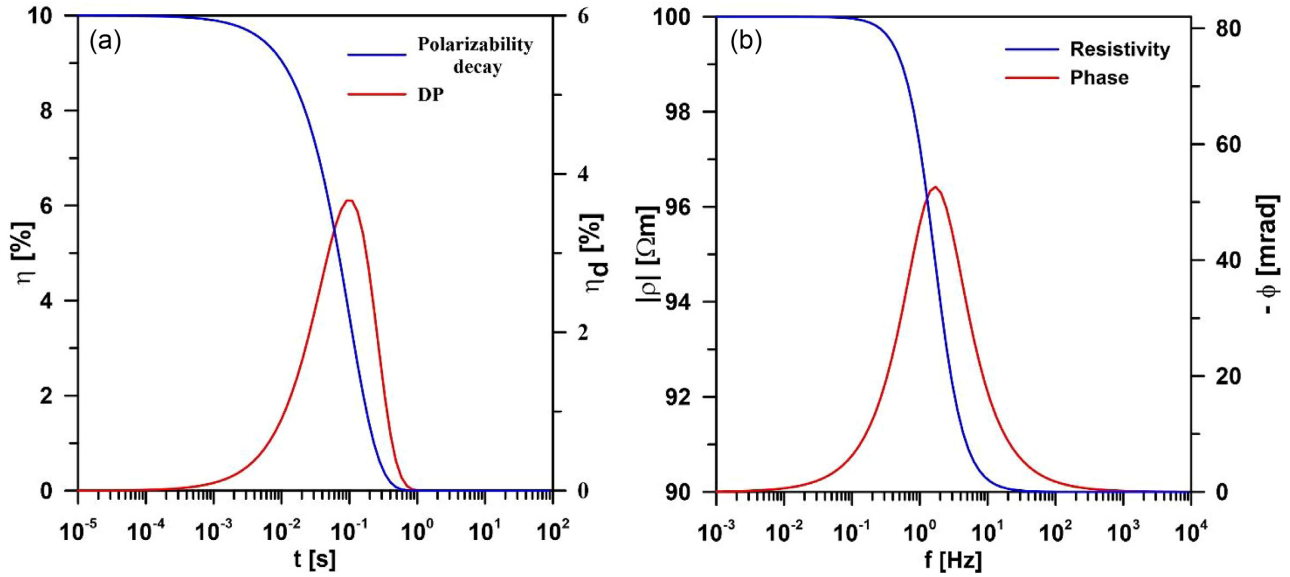 (a)
Polarizability
decay
DP
10
8
6
4
2
0
η [%]
6
4
2
0
ηd [%]
10-5 10-4 10-3 10-2 10-1 100 101 102
t [s]
(b)
Resistivity
Phase
100
98
96
94
92
90
|ρ| [Ωm]
80
60
40
20
0
- ϕ [mrad]
10-3 10-2 10-1 100 101 102 103 104
f [Hz]